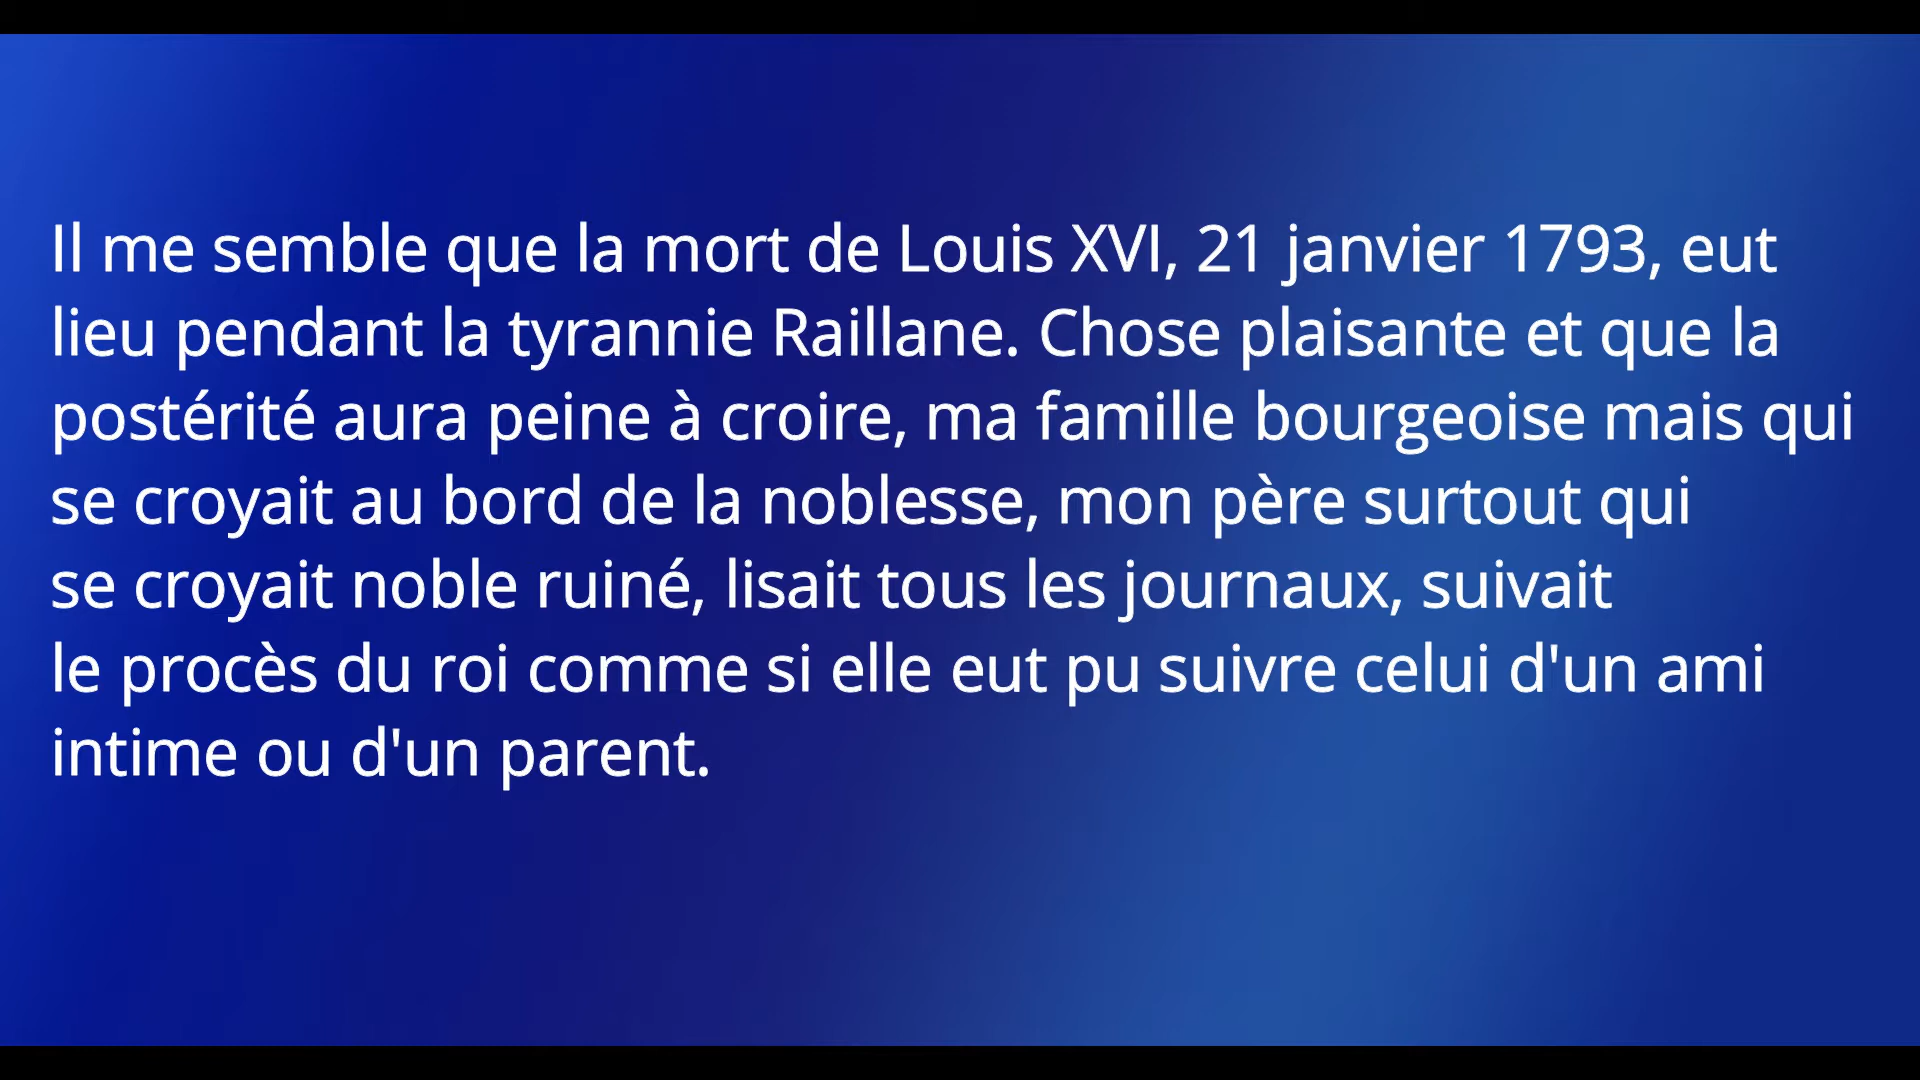 Il me semble que la mort de Louis XVI, 21 janvier 1793, eut
lieu pendant la tyrannie Raillane. Chose plaisante et que la
postérité aura peine à croire, ma famille bourgeoise mais qui
se croyait au bord de la noblesse, mon père surtout qui
se croyait noble ruiné, lisait tous les journaux, suivait
le procès du roi comme si elle eut pu suivre celui d'un ami
intime ou d'un parent.